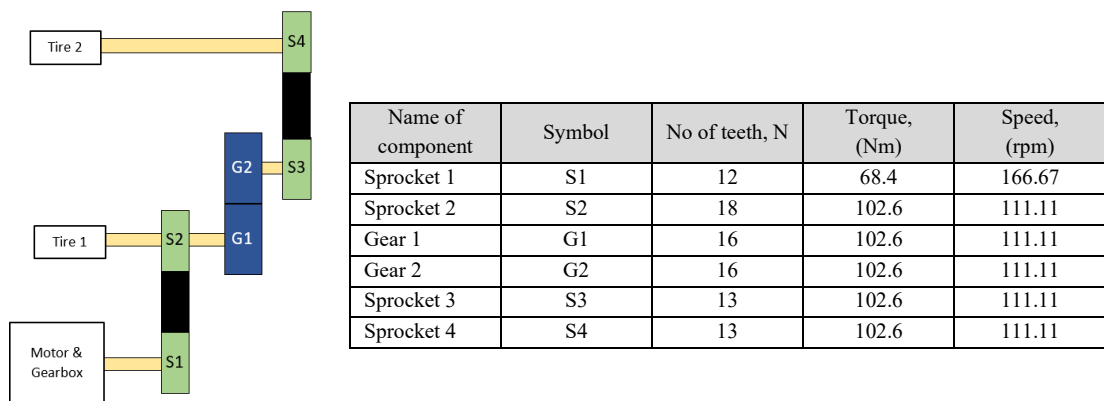 Tire 2
S4
G2
S3
Tire 1
S2
G1
Motor &
Gearbox
S1
Name of component Symbol No of teeth, N Torque, (Nm) Speed, (rpm)
Sprocket 1 S1 12 68.4 166.67
Sprocket 2 S2 18 102.6 111.11
Gear 1 G1 16 102.6 111.11
Gear 2 G2 16 102.6 111.11
Sprocket 3 S3 13 102.6 111.11
Sprocket 4 S4 13 102.6 111.11